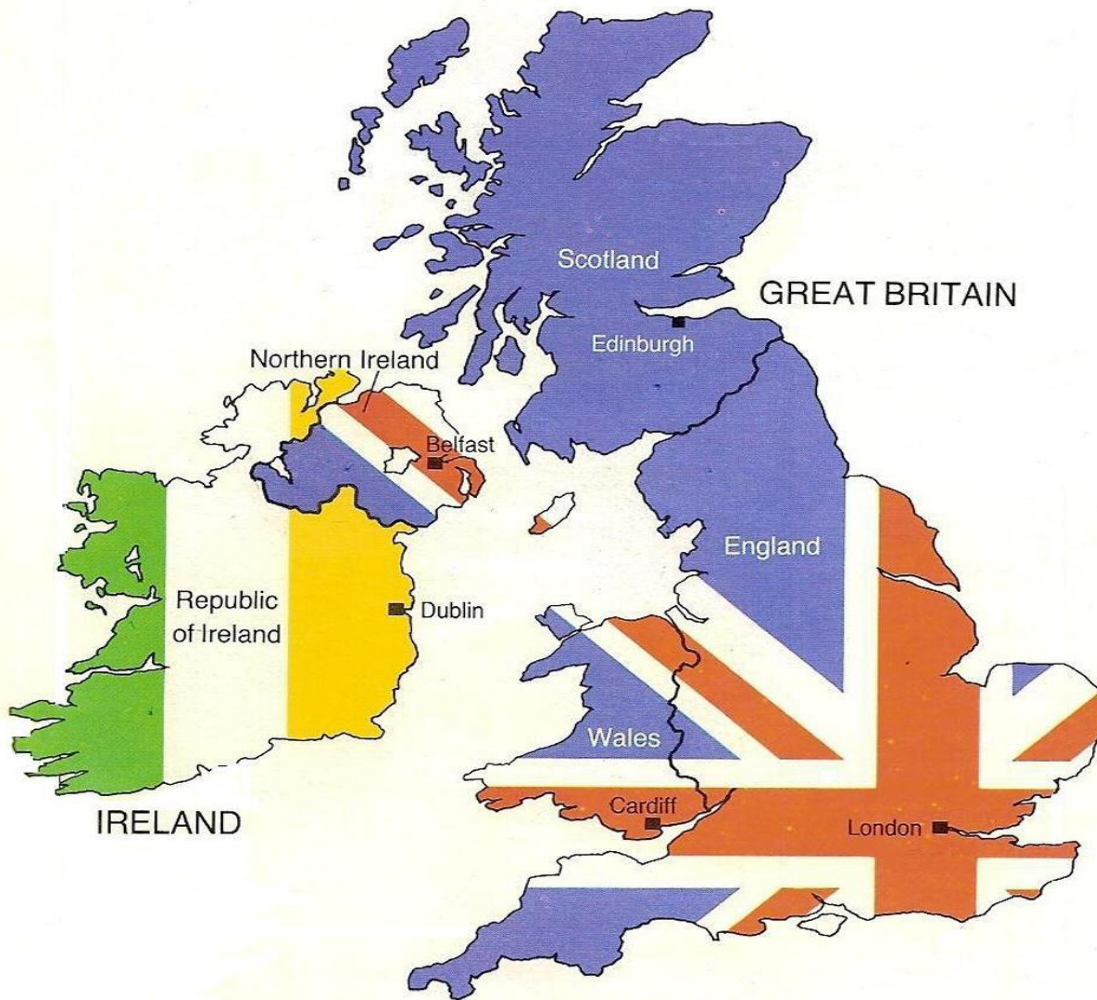 Scotland
GREAT BRITAIN
Edinburgh
Northern Ireland
Belfast
England
Republic
of Ireland
Dublin
Wales
Cardiff
London
IRELAND